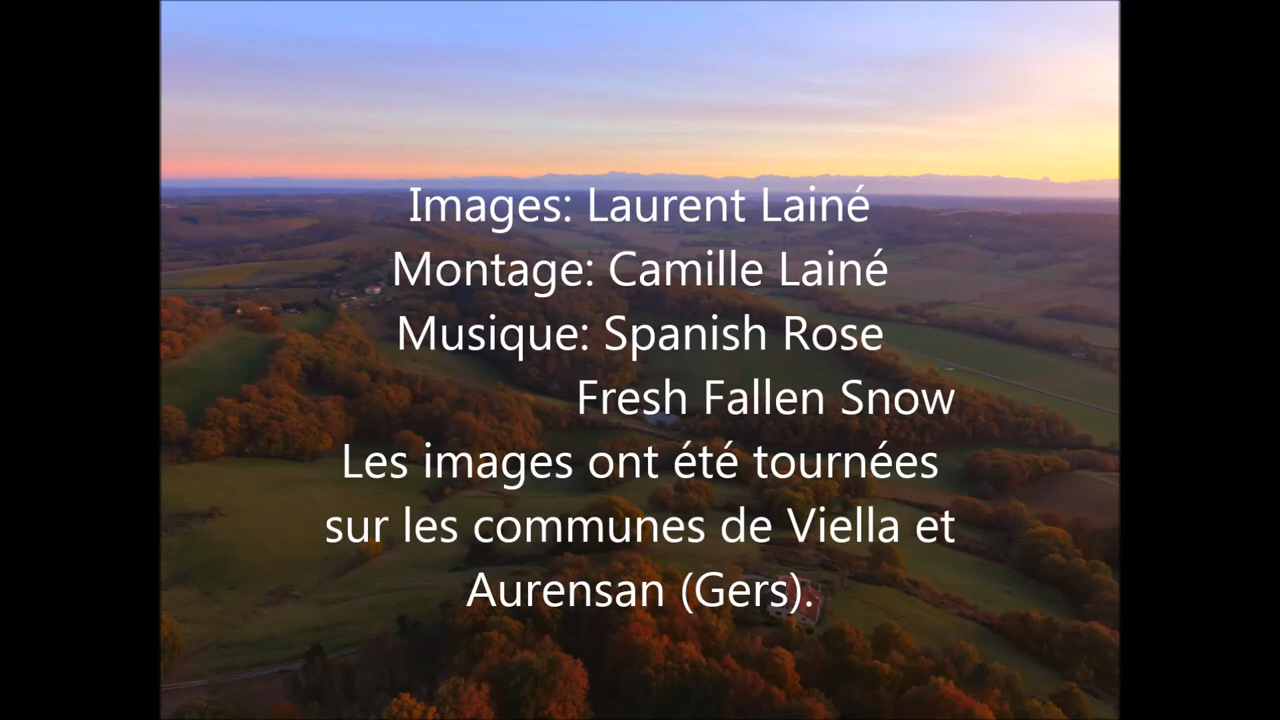 Images: Laurent Lainé
Montage: Camille Lainé
Musique: Spanish Rose
Fresh Fallen Snow
Les images ont été tournées
sur les communes de Viella et
Aurensan (Gers).